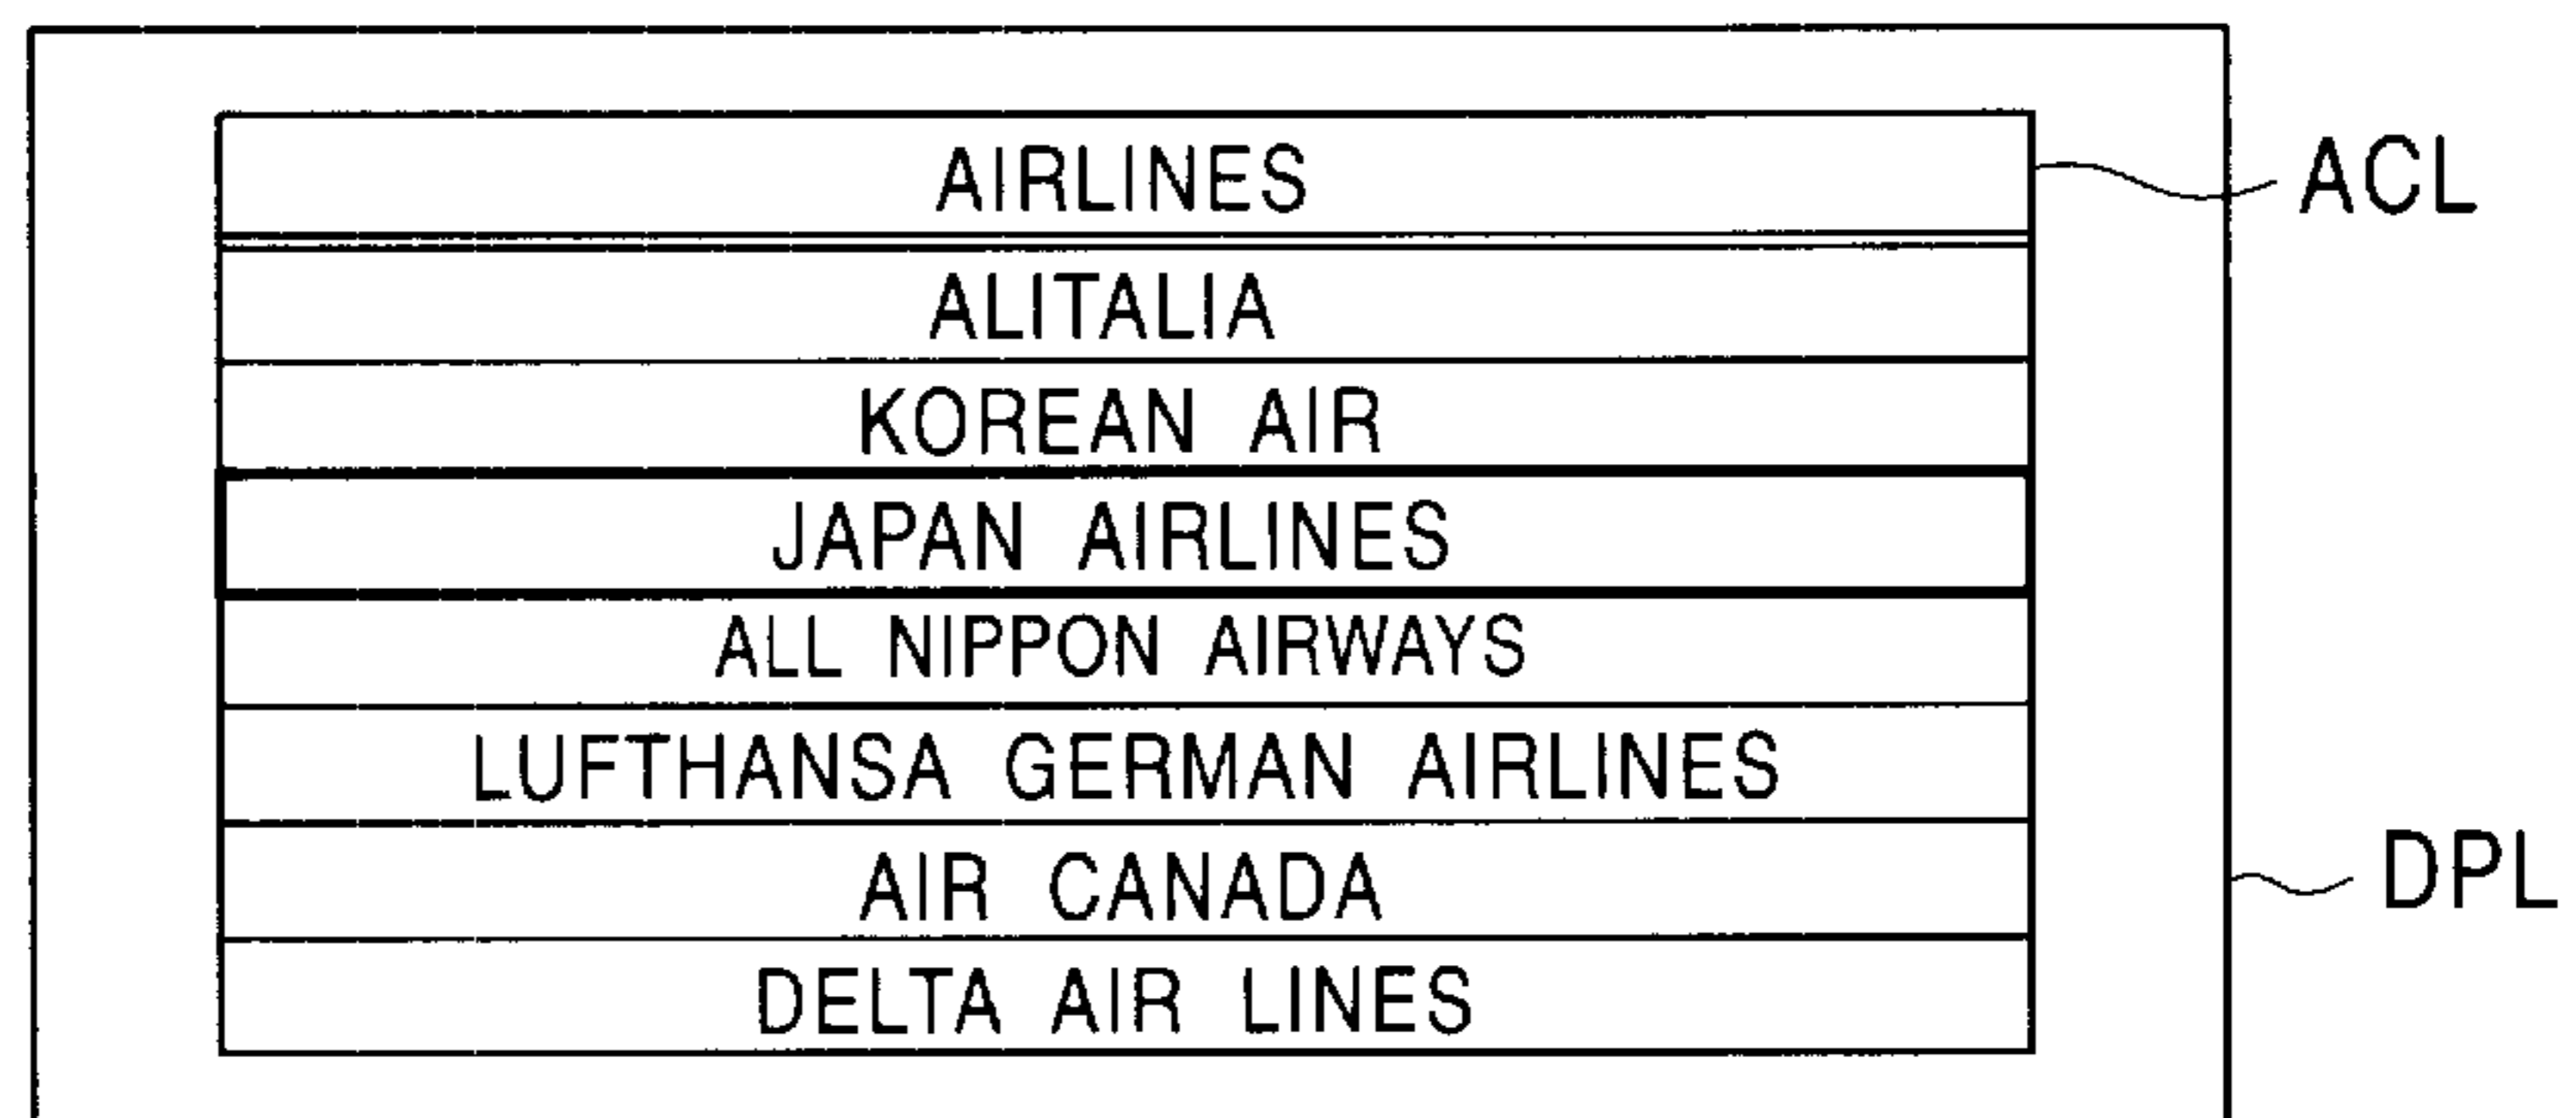 AIRLINES
ACL
ALITALIA
KOREAN AIR
JAPAN AIRLINES
ALL NIPPON AIRWAYS
LUFTHANSA GERMAN AIRLINES
AIR CANADA
DPL
DELTA AIR LINES